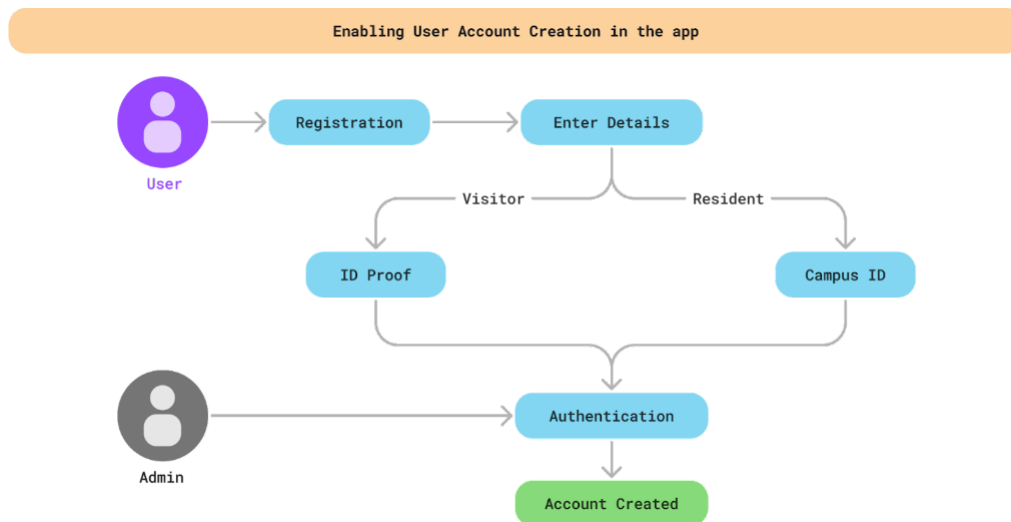 Enabling User Account Creation in the app
Registration
Enter Details
User
Visitor
Resident
ID Proof
Campus ID
Authentication
Admin
Account Created